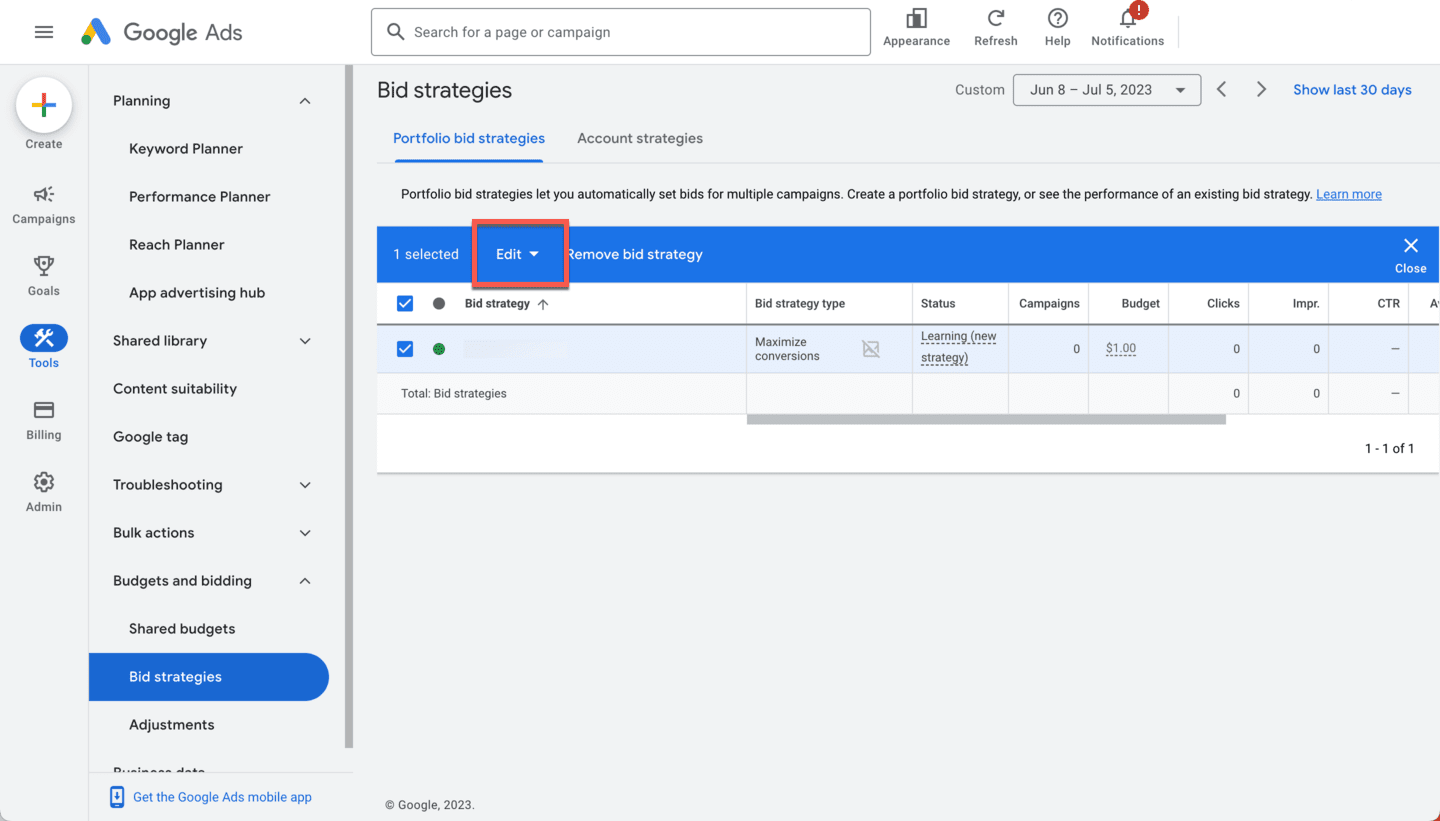 Google Ads
Search for a page or campaign
Appearance
Refresh
Help
!
Notifications
Create
Campaigns
Goals
Tools
Billing
Admin
Planning
Keyword Planner
Performance Planner
Reach Planner
App advertising hub
Shared library
Content suitability
Google tag
Troubleshooting
Bulk actions
Budgets and bidding
Shared budgets
Bid strategies
Adjustments
Business data
Get the Google Ads mobile app
Bid strategies
Custom
Jun 8 – Jul 5, 2023
Show last 30 days
Portfolio bid strategies
Account strategies
Portfolio bid strategies let you automatically set bids for multiple campaigns. Create a portfolio bid strategy, or see the performance of an existing bid strategy. Learn more
1 selected
Edit
Remove bid strategy
Close
Bid strategy
Bid strategy type
Status
Campaigns
Budget
Clicks
Impr.
CTR
Maximize
conversions
Learning (new
strategy)
0
$1.00
0
0
–
Total: Bid strategies
0
0
–
1 - 1 of 1
© Google, 2023.